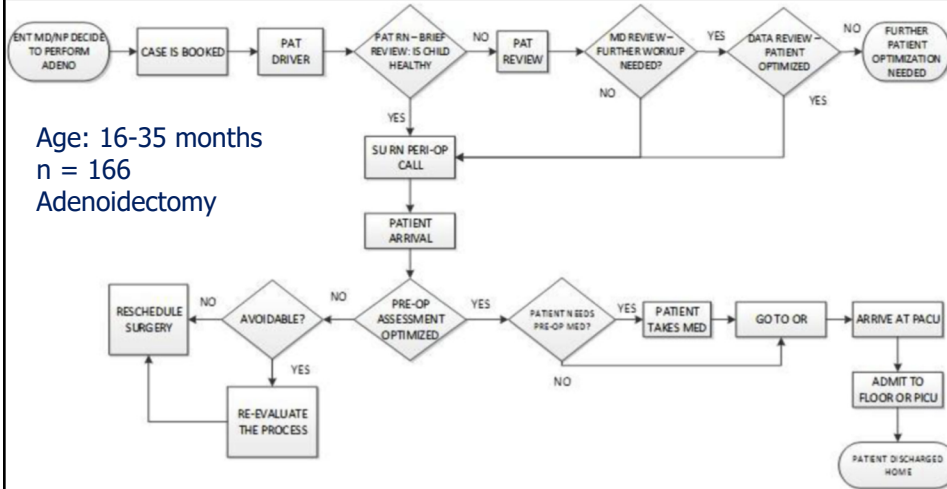 ENT MD/NP DECIDE
TO PERFORM
ADENO
CASE IS BOOKED
PAT
DRIVER
PAT RN – BRIEF
REVIEW: IS CHILD
HEALTHY
NO
PAT
REVIEW
MD REVIEW –
FURTHER WORKUP
NEEDED?
YES
DATA REVIEW –
PATIENT
OPTIMIZED
NO
FURTHER
PATIENT
OPTIMIZATION
NEEDED
NO
YES
YES
Age: 16-35 months
n = 166
Adenoidectomy
SU RN PERI-OP
CALL
PATIENT
ARRIVAL
RESCHEDULE
SURGERY
NO
AVOIDABLE?
NO
PRE-OP
ASSESSMENT
OPTIMIZED
YES
PATIENT NEEDS
PRE-OP MED?
YES
PATIENT
TAKES MED
GO TO OR
ARRIVE AT PACU
YES
NO
RE-EVALUATE
THE PROCESS
ADMIT TO
FLOOR OR PICU
PATIENT DISCHARGED
HOME